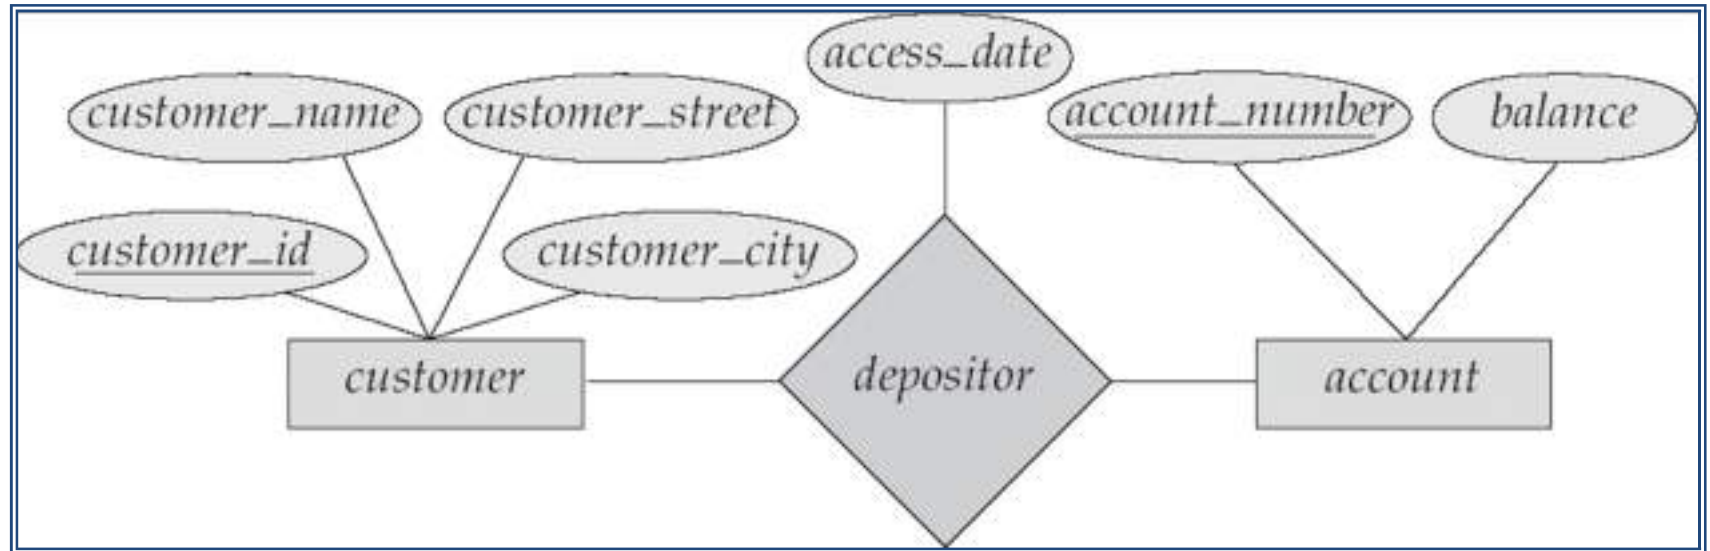 access_date
customer_name
customer_street
account_number
balance
customer_id
customer_city
customer
depositor
account